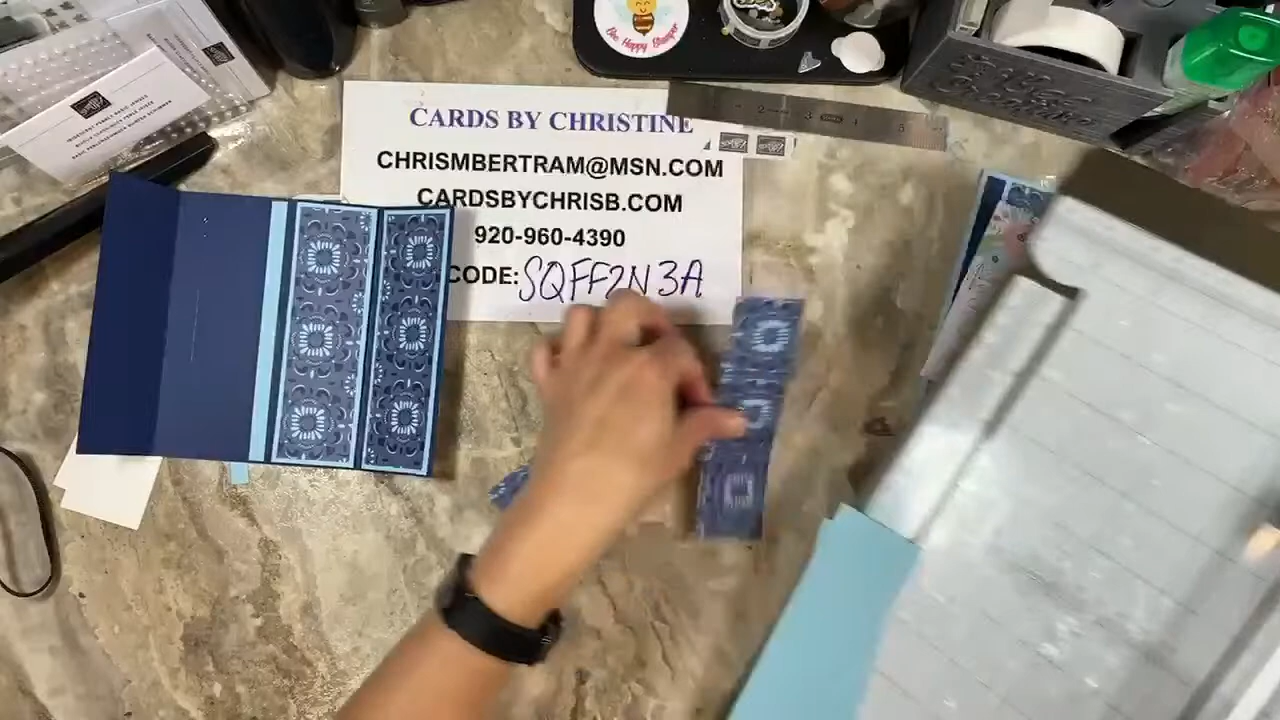 Bee Happy Stamper
CARDS BY CHRISTINE
CHRISMBERTRAM@MSN.COM
CARDSBYCHRISB.COM
920-960-4390
CODE: SQFF2N3A